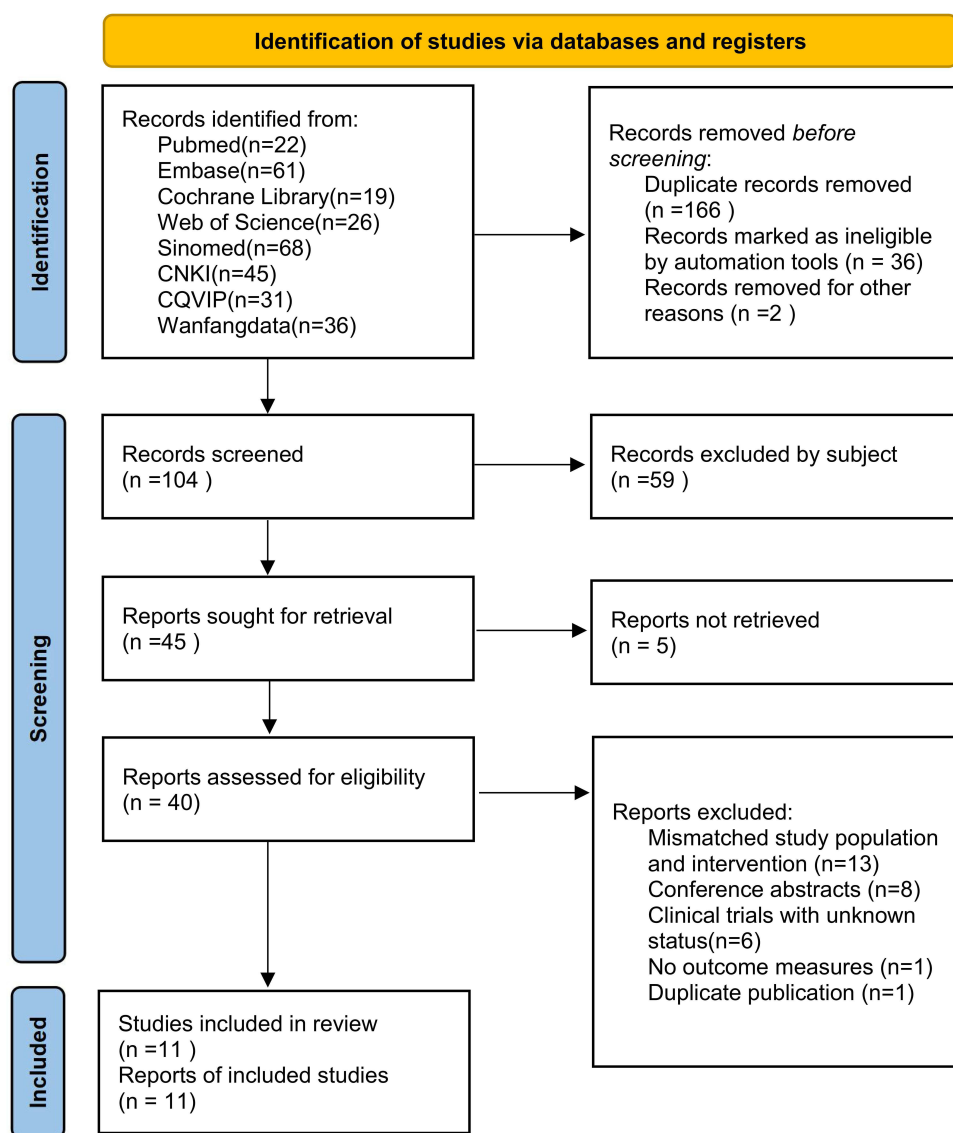 Identification of studies via databases and registers
Identification
Records identified from:
Pubmed(n=22)
Embase(n=61)
Cochrane Library(n=19)
Web of Science(n=26)
Sinomed(n=68)
CNKI(n=45)
CQVIP(n=31)
Wanfangdata(n=36)
Records removed before
screening:
Duplicate records removed
(n =166 )
Records marked as ineligible
by automation tools (n = 36)
Records removed for other
reasons (n =2 )
Screening
Records screened
(n =104 )
Records excluded by subject
(n =59 )
Reports sought for retrieval
(n =45 )
Reports not retrieved
(n = 5)
Reports assessed for eligibility
(n = 40)
Reports excluded:
Mismatched study population
and intervention (n=13)
Conference abstracts (n=8)
Clinical trials with unknown
status(n=6)
No outcome measures (n=1)
Duplicate publication (n=1)
Included
Studies included in review
(n =11 )
Reports of included studies
(n = 11)